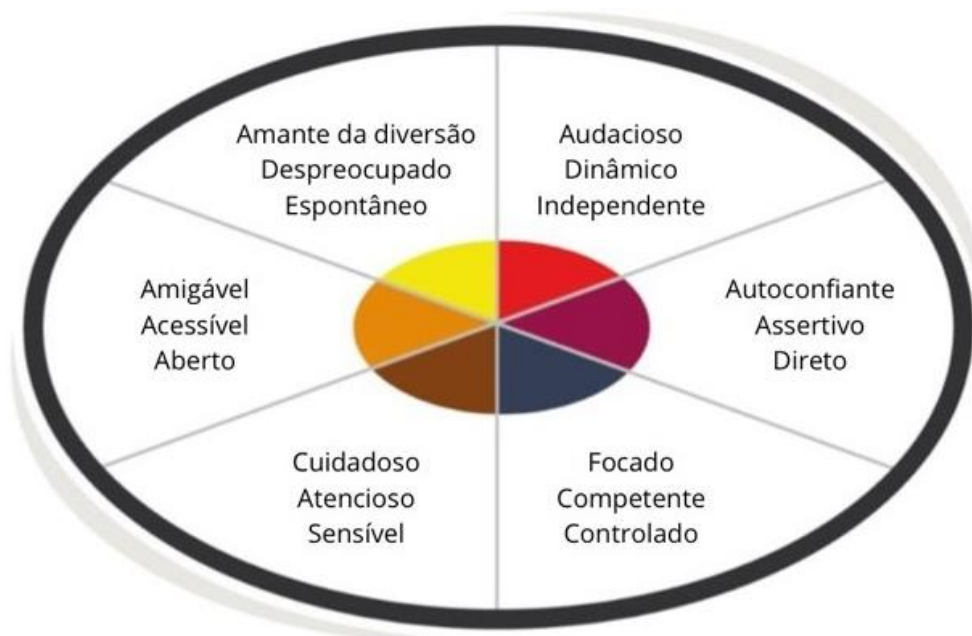 Amante da diversão
Despreocupado
Espontâneo
Audacioso
Dinâmico
Independente
Amigável
Acessível
Aberto
Autoconfiante
Assertivo
Direto
Cuidadoso
Atencioso
Sensível
Focado
Competente
Controlado